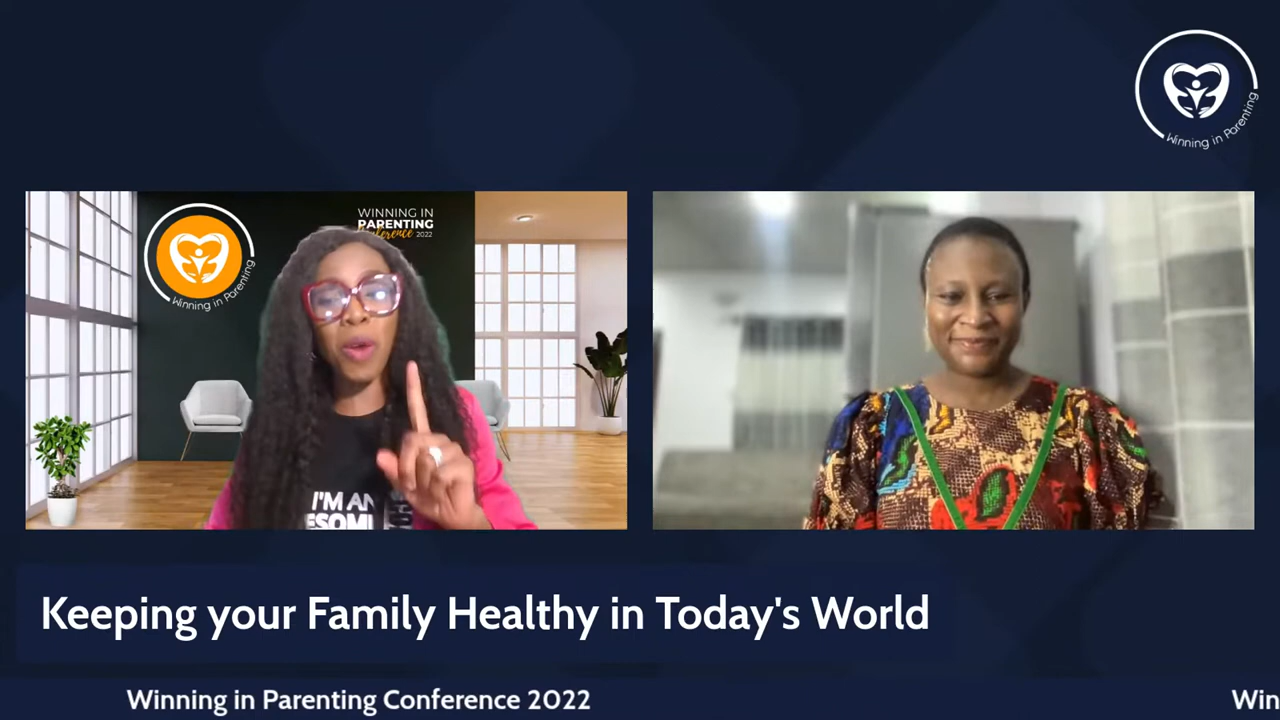 Winning in Parenting
WINNING IN
PARENTING
Conference 2022
Winning in Parenting
I'M AN
Keeping your Family Healthy in Today's World
Winning in Parenting Conference 2022
Win